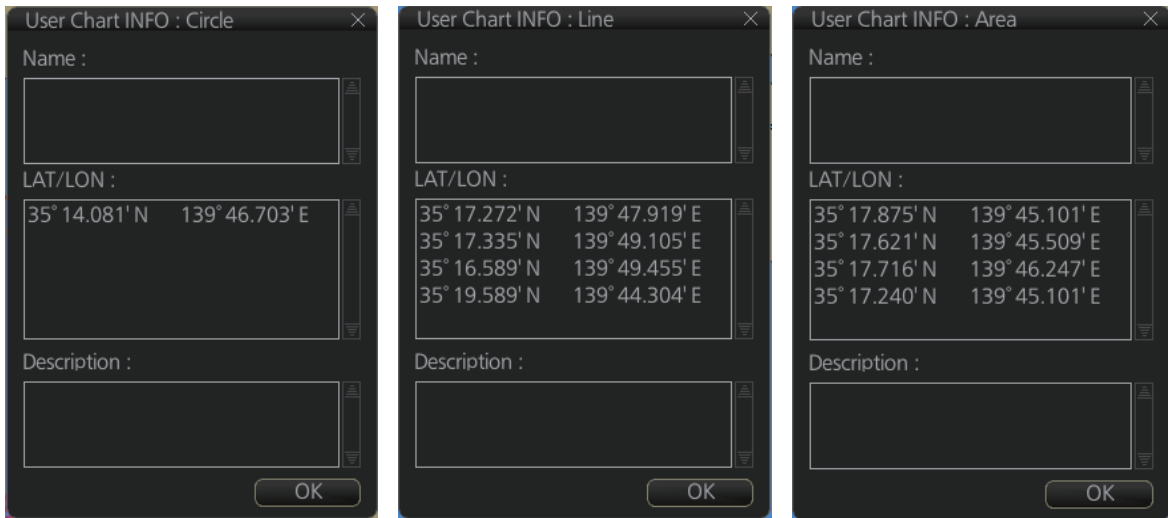 User Chart INFO : Circle
Name :
LAT/LON :
35° 14.081' N 139° 46.703' E
Description :
OK
User Chart INFO : Line
Name :
LAT/LON :
35° 17.272' N 139° 47.919' E
35° 17.335' N 139° 49.105' E
35° 16.589' N 139° 49.455' E
35° 19.589' N 139° 44.304' E
Description :
OK
User Chart INFO : Area
Name :
LAT/LON :
35° 17.875' N 139° 45.101' E
35° 17.621' N 139° 45.509' E
35° 17.716' N 139° 46.247' E
35° 17.240' N 139° 45.101' E
Description :
OK